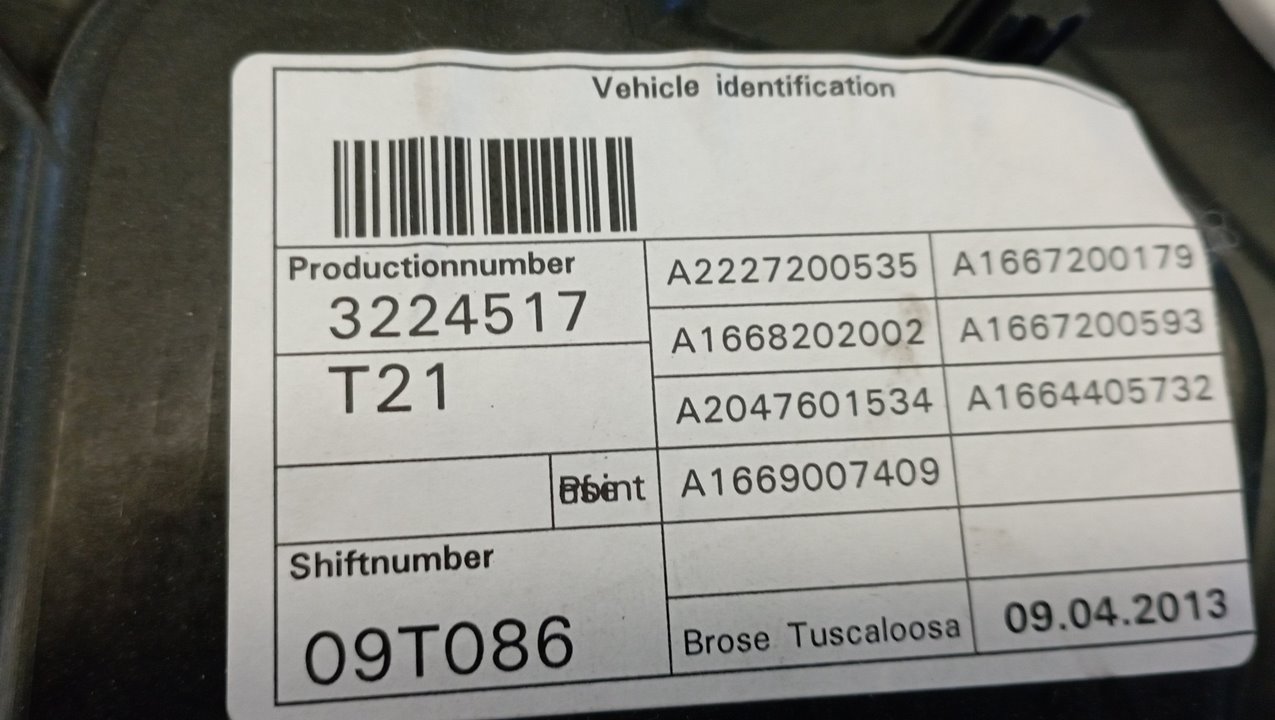 Vehicle identification
Productionnumber
3224517
T21
Shiftnumber
09T086
A2227200535 A1667200179
A1668202002 A1667200593
A2047601534 A1664405732
A1669007409
Brose Tuscaloosa 09.04.2013